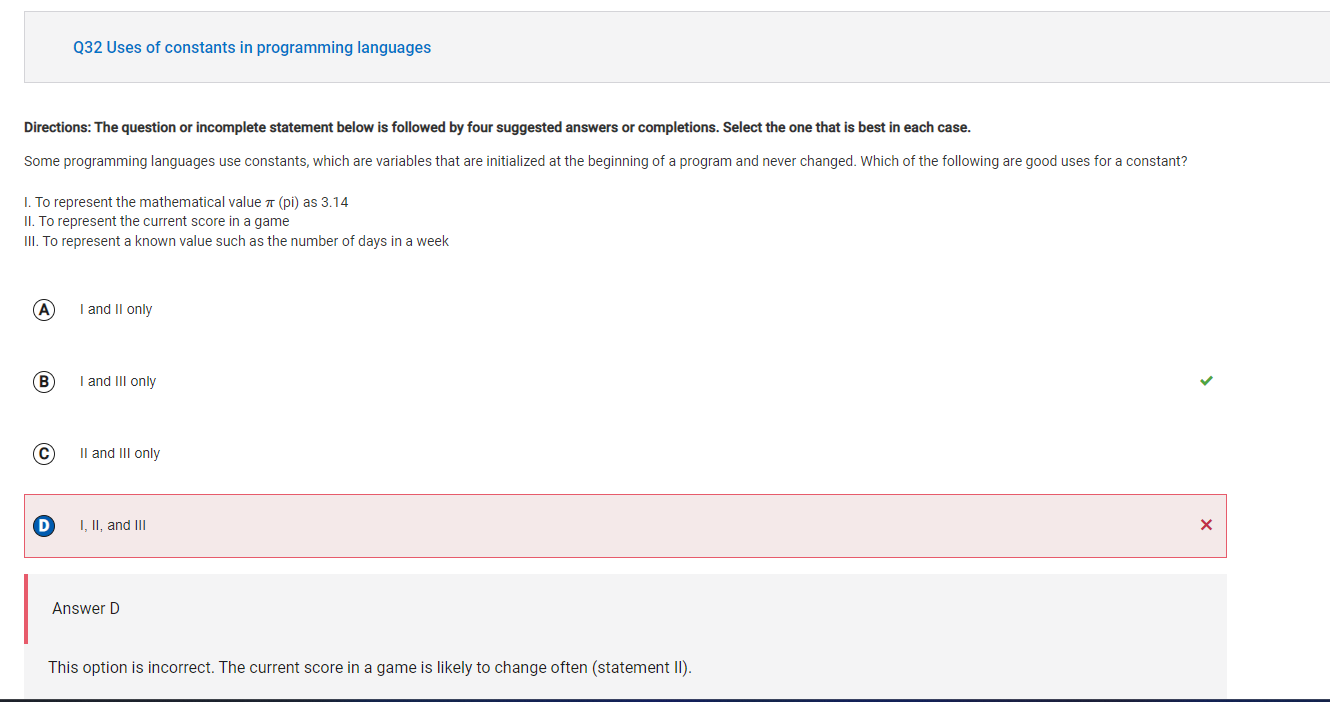 Q32 Uses of constants in programming languages
Directions: The question or incomplete statement below is followed by four suggested answers or completions. Select the one that is best in each case.
Some programming languages use constants, which are variables that are initialized at the beginning of a program and never changed. Which of the following are good uses for a constant?
I. To represent the mathematical value π (pi) as 3.14
II. To represent the current score in a game
III. To represent a known value such as the number of days in a week
A I and II only
B I and III only
C II and III only
D I, II, and III
Answer D
This option is incorrect. The current score in a game is likely to change often (statement II).